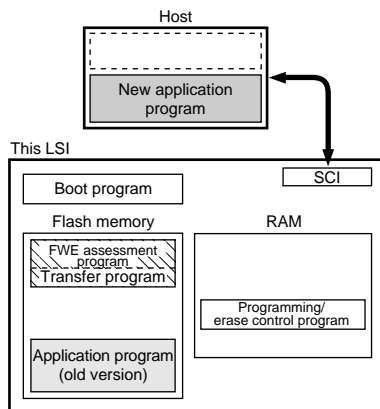 Host
New application
program
This LSI
SCI
Boot program
Flash memory
RAM
FWE assessment
program
Transfer program
Programming/
erase control program
Application program
(old version)